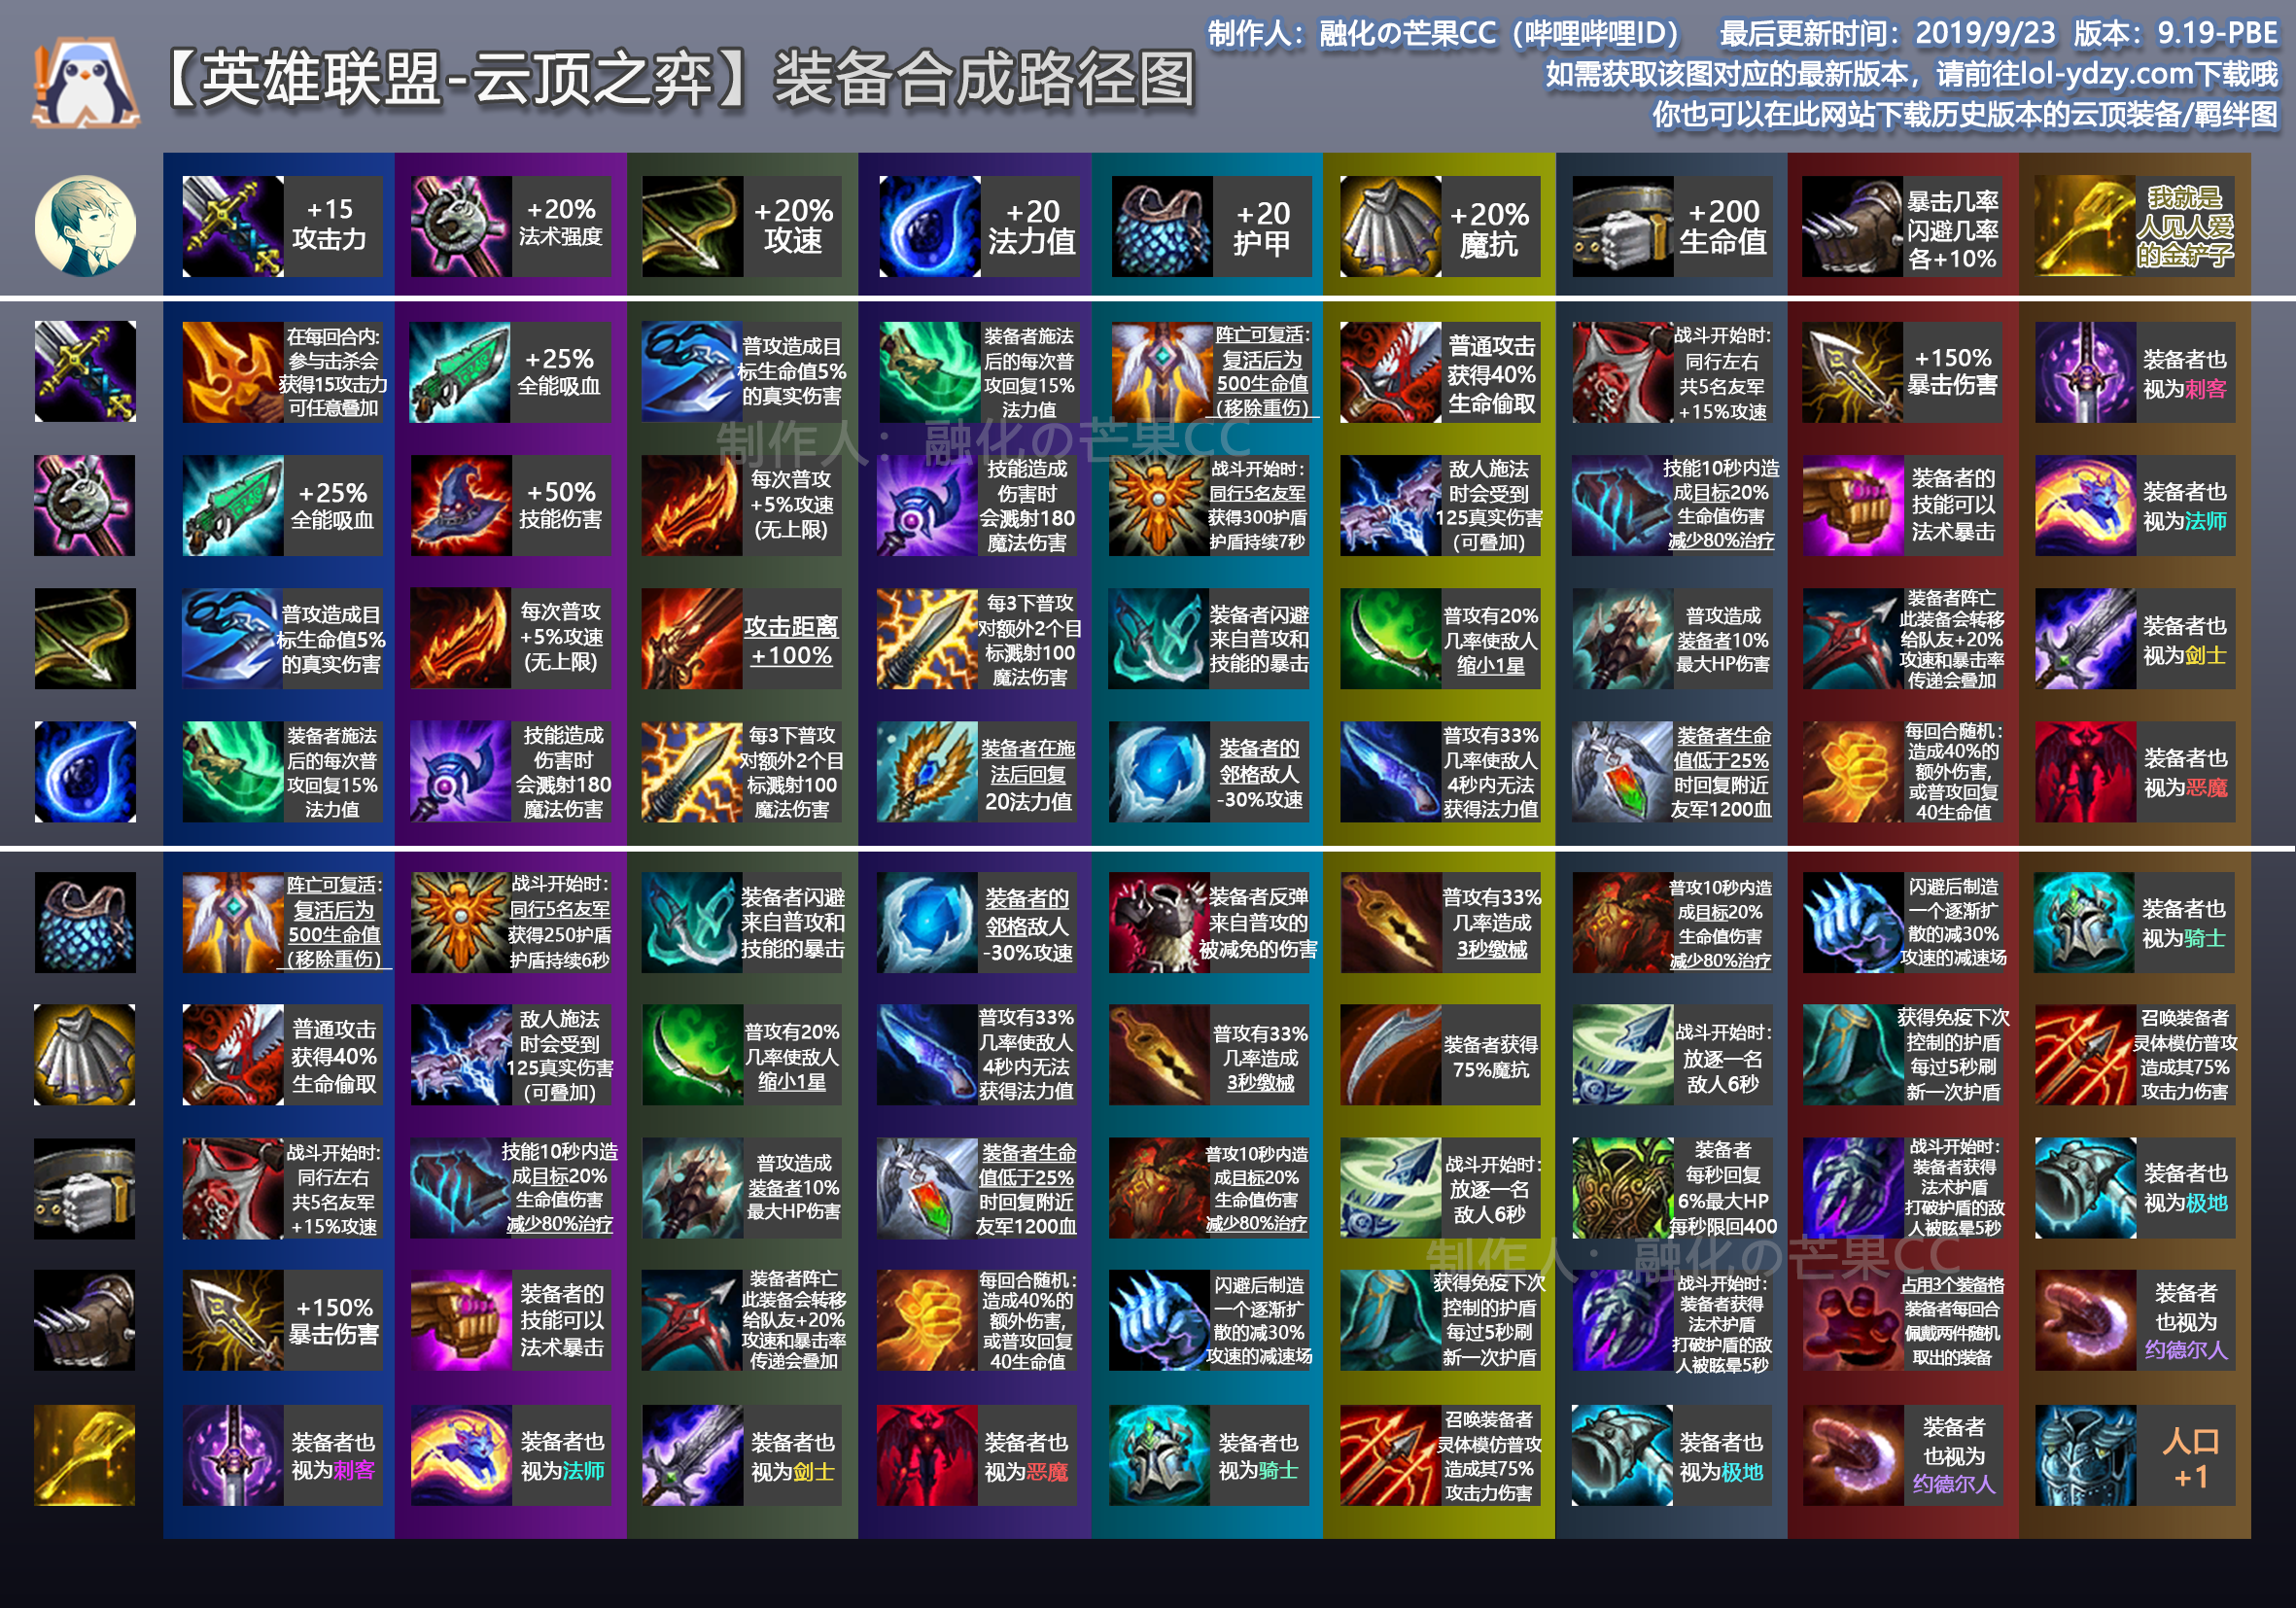 【英雄联盟-云顶之弈】装备合成路径图
制作人：融化の芒果CC（哔哩哔哩ID） 最后更新时间：2019/9/23 版本：9.19-PBE
如需获取该图对应的最新版本，请前往lol-ydzy.com下载哦
你也可以在此网站下载历史版本的云顶装备/羁绊图
+15
攻击力
+20%
法术强度
+20%
攻速
+20
法力值
+20
护甲
+20%
魔抗
+200
生命值
暴击几率
闪避几率
各+10%
我就是
人见人爱
的金铲子
在每回合内:
参与击杀会
获得15攻击力
可任意叠加
+25%
全能吸血
普攻造成目
标生命值5%
的真实伤害
装备者施法
后的每次普
攻回复15%
法力值
阵亡可复活:
复活后为
500生命值
（移除重伤）
普通攻击
获得40%
生命偷取
战斗开始时:
同行左右
共5名友军
+15%攻速
+150%
暴击伤害
装备者也
视为刺客
制作人：融化の芒果CC
+25%
全能吸血
+50%
技能伤害
每次普攻
+5%攻速
(无上限)
技能造成
伤害时
会溅射180
魔法伤害
战斗开始时:
同行5名友军
获得300护盾
护盾持续7秒
敌人施法
时会受到
125真实伤害
(可叠加)
技能10秒内造
成目标20%
生命值伤害
减少80%治疗
装备者的
技能可以
法术暴击
装备者也
视为法师
普攻造成目
标生命值5%
的真实伤害
每次普攻
+5%攻速
(无上限)
攻击距离
+100%
每3下普攻
对额外2个目
标溅射100
魔法伤害
装备者闪避
来自普攻和
技能的暴击
普攻有20%
几率使敌人
缩小1星
普攻造成
装备者10%
最大HP伤害
装备者阵亡
此装备会转移
给队友+20%
攻速和暴击率
传递会叠加
装备者也
视为剑士
装备者施法
后的每次普
攻回复15%
法力值
技能造成
伤害时
会溅射180
魔法伤害
每3下普攻
对额外2个目
标溅射100
魔法伤害
装备者在施
法后回复
20法力值
装备者的
邻格敌人
-30%攻速
普攻有33%
几率使敌人
4秒内无法
获得法力值
装备者生命
值低于25%
时回复附近
友军1200血
每回合随机:
造成40%的
额外伤害,
或普攻回复
40生命值
装备者也
视为恶魔
阵亡可复活:
复活后为
500生命值
（移除重伤）
战斗开始时:
同行5名友军
获得250护盾
护盾持续6秒
装备者闪避
来自普攻和
技能的暴击
装备者的
邻格敌人
-30%攻速
装备者反弹
来自普攻的
被减免的伤害
普攻有33%
几率造成
3秒缴械
普攻10秒内造
成目标20%
生命值伤害
减少80%治疗
闪避后制造
一个逐渐扩
散的减30%
攻速的减速场
装备者也
视为骑士
普通攻击
获得40%
生命偷取
敌人施法
时会受到
125真实伤害
(可叠加)
普攻有20%
几率使敌人
缩小1星
普攻有33%
几率使敌人
4秒内无法
获得法力值
普攻有33%
几率造成
3秒缴械
装备者获得
75%魔抗
战斗开始时:
放逐一名
敌人6秒
获得免疫下次
控制的护盾
每过5秒刷
新一次护盾
召唤装备者
灵体模仿普攻
造成其75%
攻击力伤害
战斗开始时:
同行左右
共5名友军
+15%攻速
技能10秒内造
成目标20%
生命值伤害
减少80%治疗
普攻造成
装备者10%
最大HP伤害
装备者生命
值低于25%
时回复附近
友军1200血
普攻10秒内造
成目标20%
生命值伤害
减少80%治疗
战斗开始时:
放逐一名
敌人6秒
装备者
每秒回复
6%最大HP
每秒限回400
战斗开始时:
装备者获得
法术护盾
打破护盾的敌
人被眩晕5秒
装备者也
视为极地
制作人：融化の芒果CC
+150%
暴击伤害
装备者的
技能可以
法术暴击
装备者阵亡
此装备会转移
给队友+20%
攻速和暴击率
传递会叠加
每回合随机:
造成40%的
额外伤害,
或普攻回复
40生命值
闪避后制造
一个逐渐扩
散的减30%
攻速的减速场
获得免疫下次
控制的护盾
每过5秒刷
新一次护盾
战斗开始时:
装备者获得
法术护盾
打破护盾的敌
人被眩晕5秒
占用3个装备格
装备者每回合
佩戴两件随机
取出的装备
装备者
也视为
约德尔人
装备者也
视为刺客
装备者也
视为法师
装备者也
视为剑士
装备者也
视为恶魔
装备者也
视为骑士
召唤装备者
灵体模仿普攻
造成其75%
攻击力伤害
装备者也
视为极地
装备者
也视为
约德尔人
人口
+1